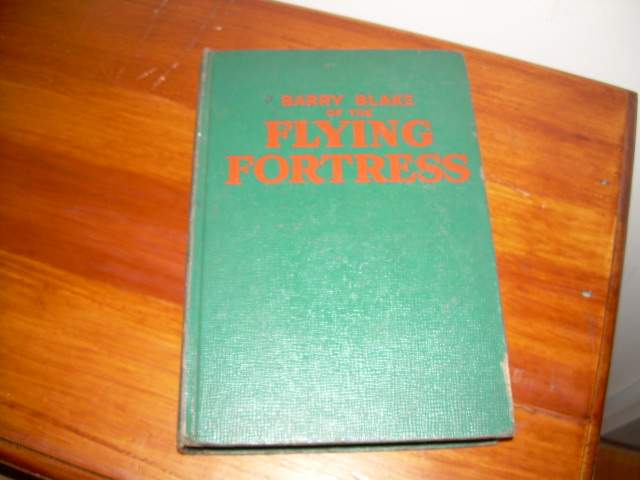 BARRY BLAKE
OF THE
FLYING
FORTRESS